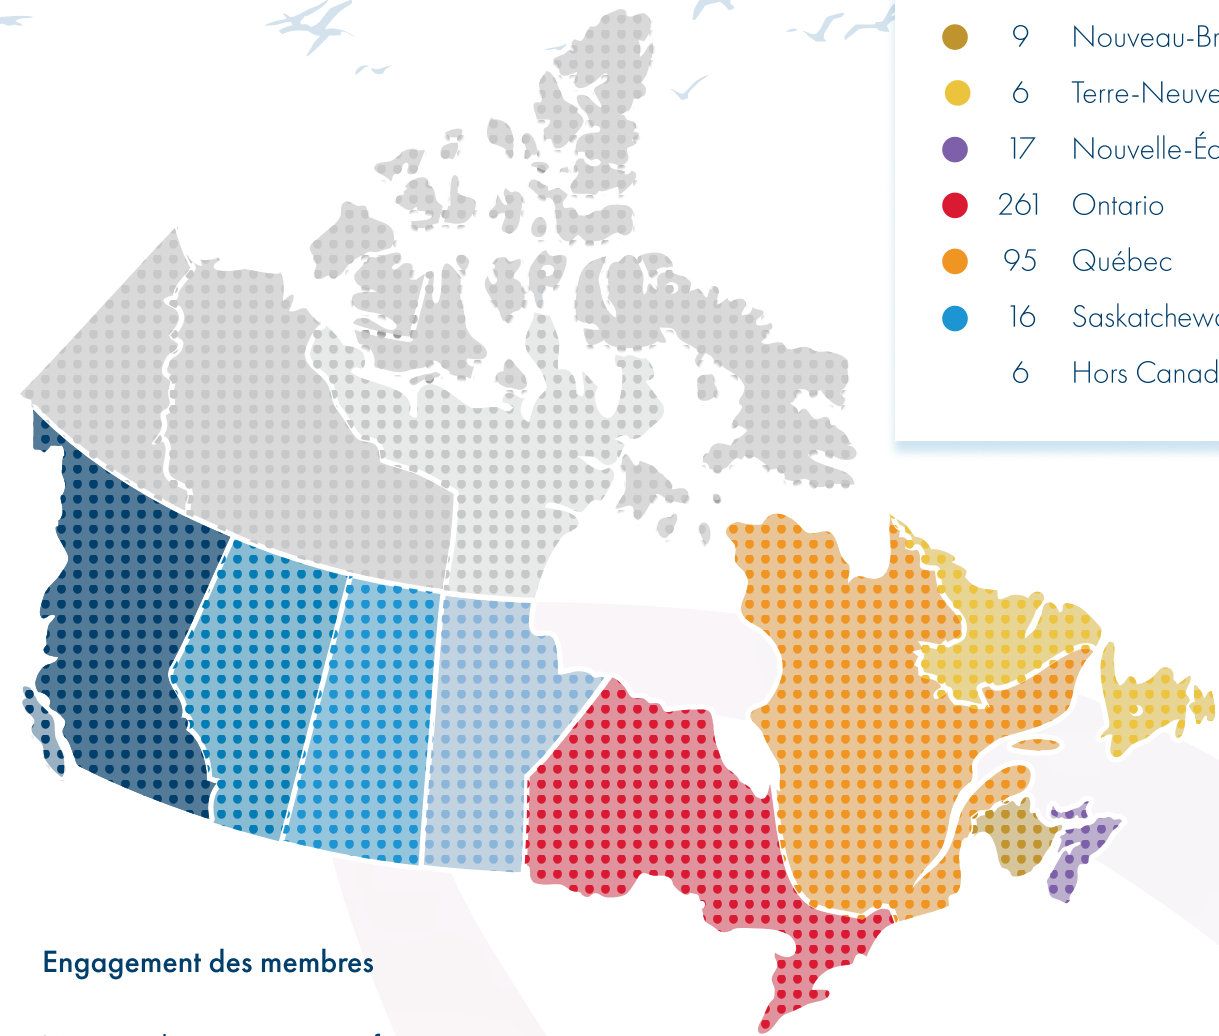 9 Nouveau-Br
6 Terre-Neuve
17 Nouvelle-Éc
261 Ontario
95 Québec
16 Saskatchewa
6 Hors Canad
Engagement des membres